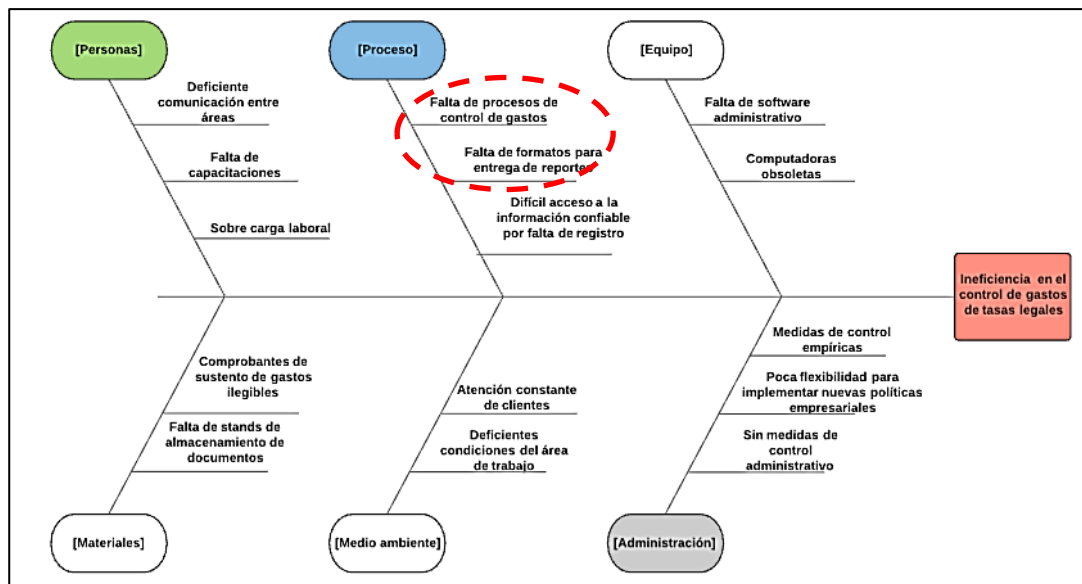 [Personas]
[Proceso]
[Equipo]
Deficiente
comunicación entre
áreas
Falta de
capacitaciones
Sobre carga laboral
Falta de procesos de
control de gastos
Falta de formatos para
entrega de reportes
Difícil acceso a la
información confiable
por falta de registro
Falta de software
administrativo
Computadoras
obsoletas
Ineficiencia en el
control de gastos
de tasas legales
Comprobantes de
sustento de gastos
ilegibles
Falta de stands de
almacenamiento de
documentos
Atención constante
de clientes
Deficientes
condiciones del área
de trabajo
Medidas de control
empíricas
Poca flexibilidad para
implementar nuevas políticas
empresariales
Sin medidas de
control
administrativo
[Materiales]
[Medio ambiente]
[Administración]